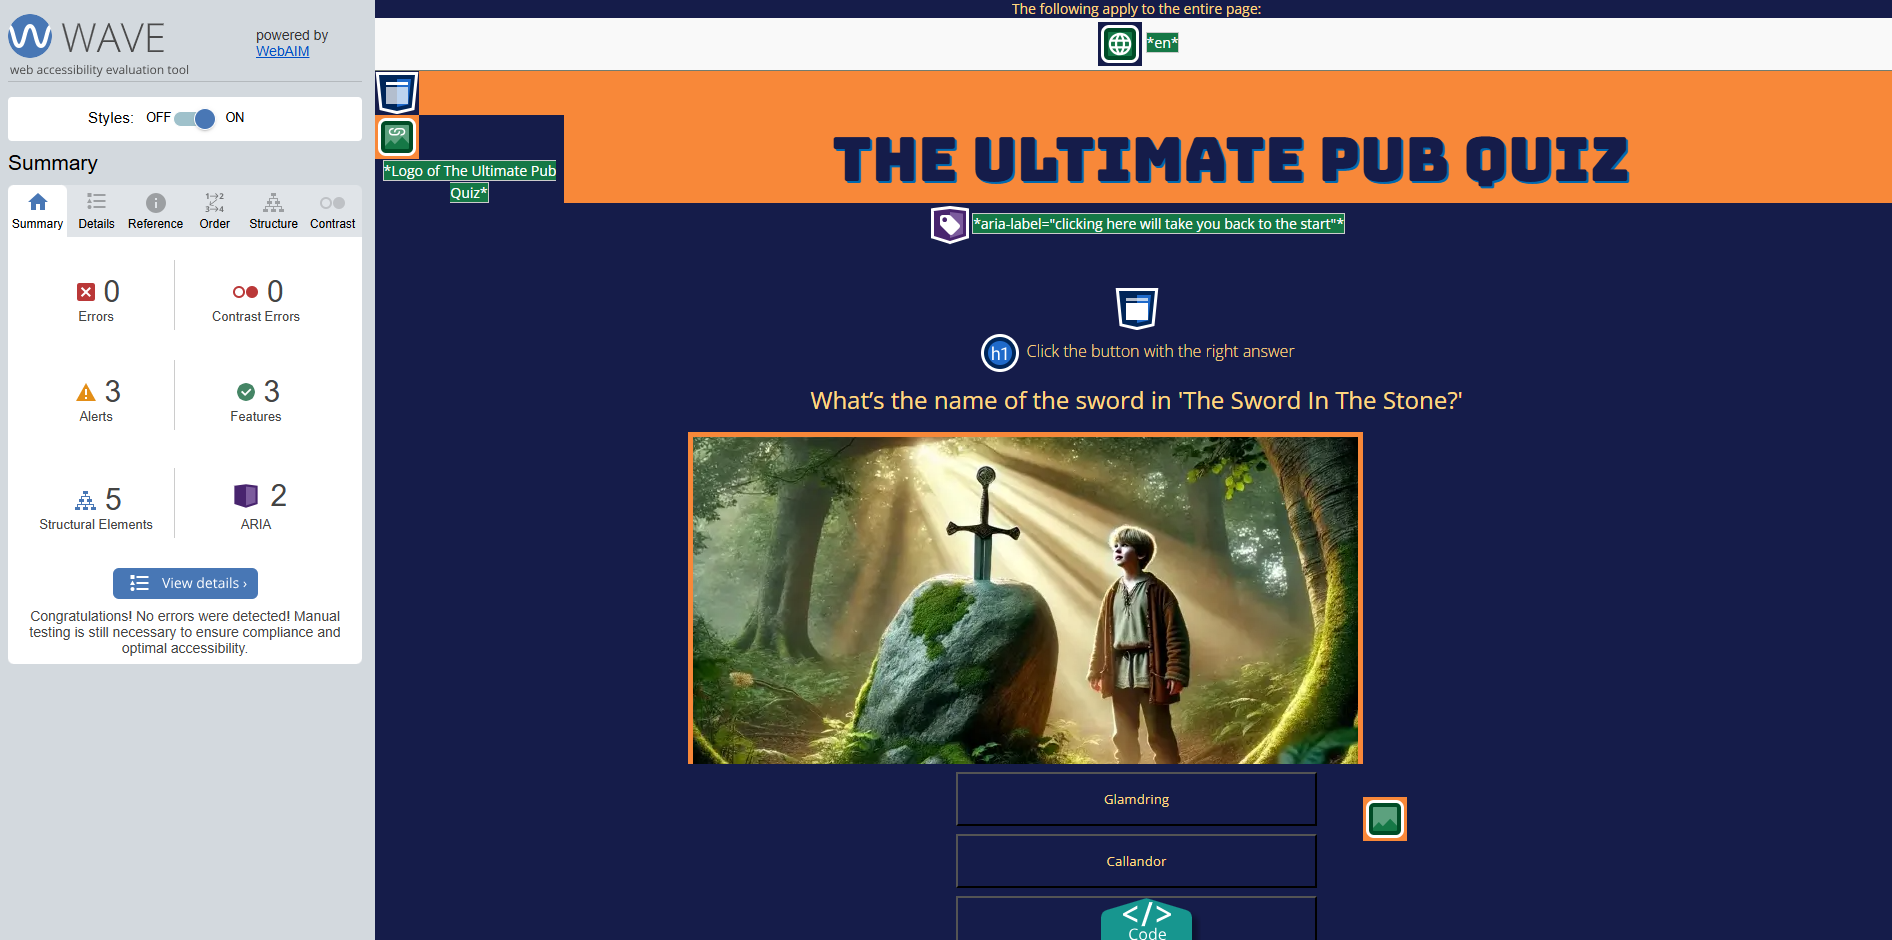 WAVE
powered by
WebAIM
web accessibility evaluation tool
Styles: OFF ON
Summary
Summary Details Reference Order Structure Contrast
0
Errors
0
Contrast Errors
3
Alerts
3
Features
5
Structural Elements
2
ARIA
View details ›
Congratulations! No errors were detected! Manual
testing is still necessary to ensure compliance and
optimal accessibility.
The following apply to the entire page:
*en*
*Logo of The Ultimate Pub
Quiz*
THE ULTIMATE PUB QUIZ
*aria-label="clicking here will take you back to the start"*
h1 Click the button with the right answer
What’s the name of the sword in 'The Sword In The Stone?'
Glamdring
Callandor
</>
Code